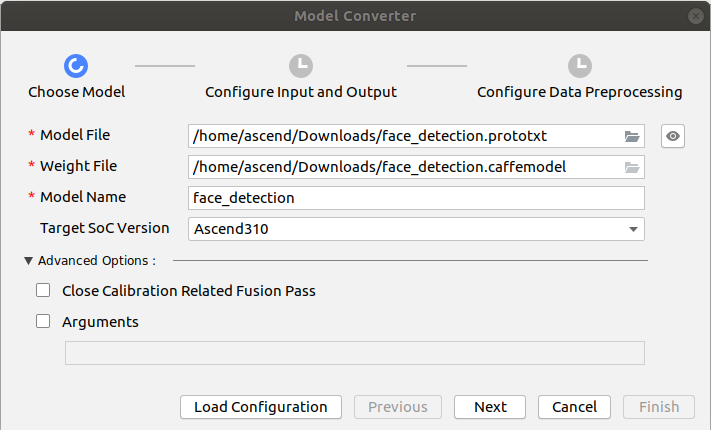 Model Converter
Choose Model
Configure Input and Output
Configure Data Preprocessing
* Model File /home/ascend/Downloads/face_detection.prototxt
* Weight File /home/ascend/Downloads/face_detection.caffemodel
* Model Name face_detection
Target SoC Version Ascend310
Advanced Options :
Close Calibration Related Fusion Pass
Arguments
Load Configuration Previous Next Cancel Finish